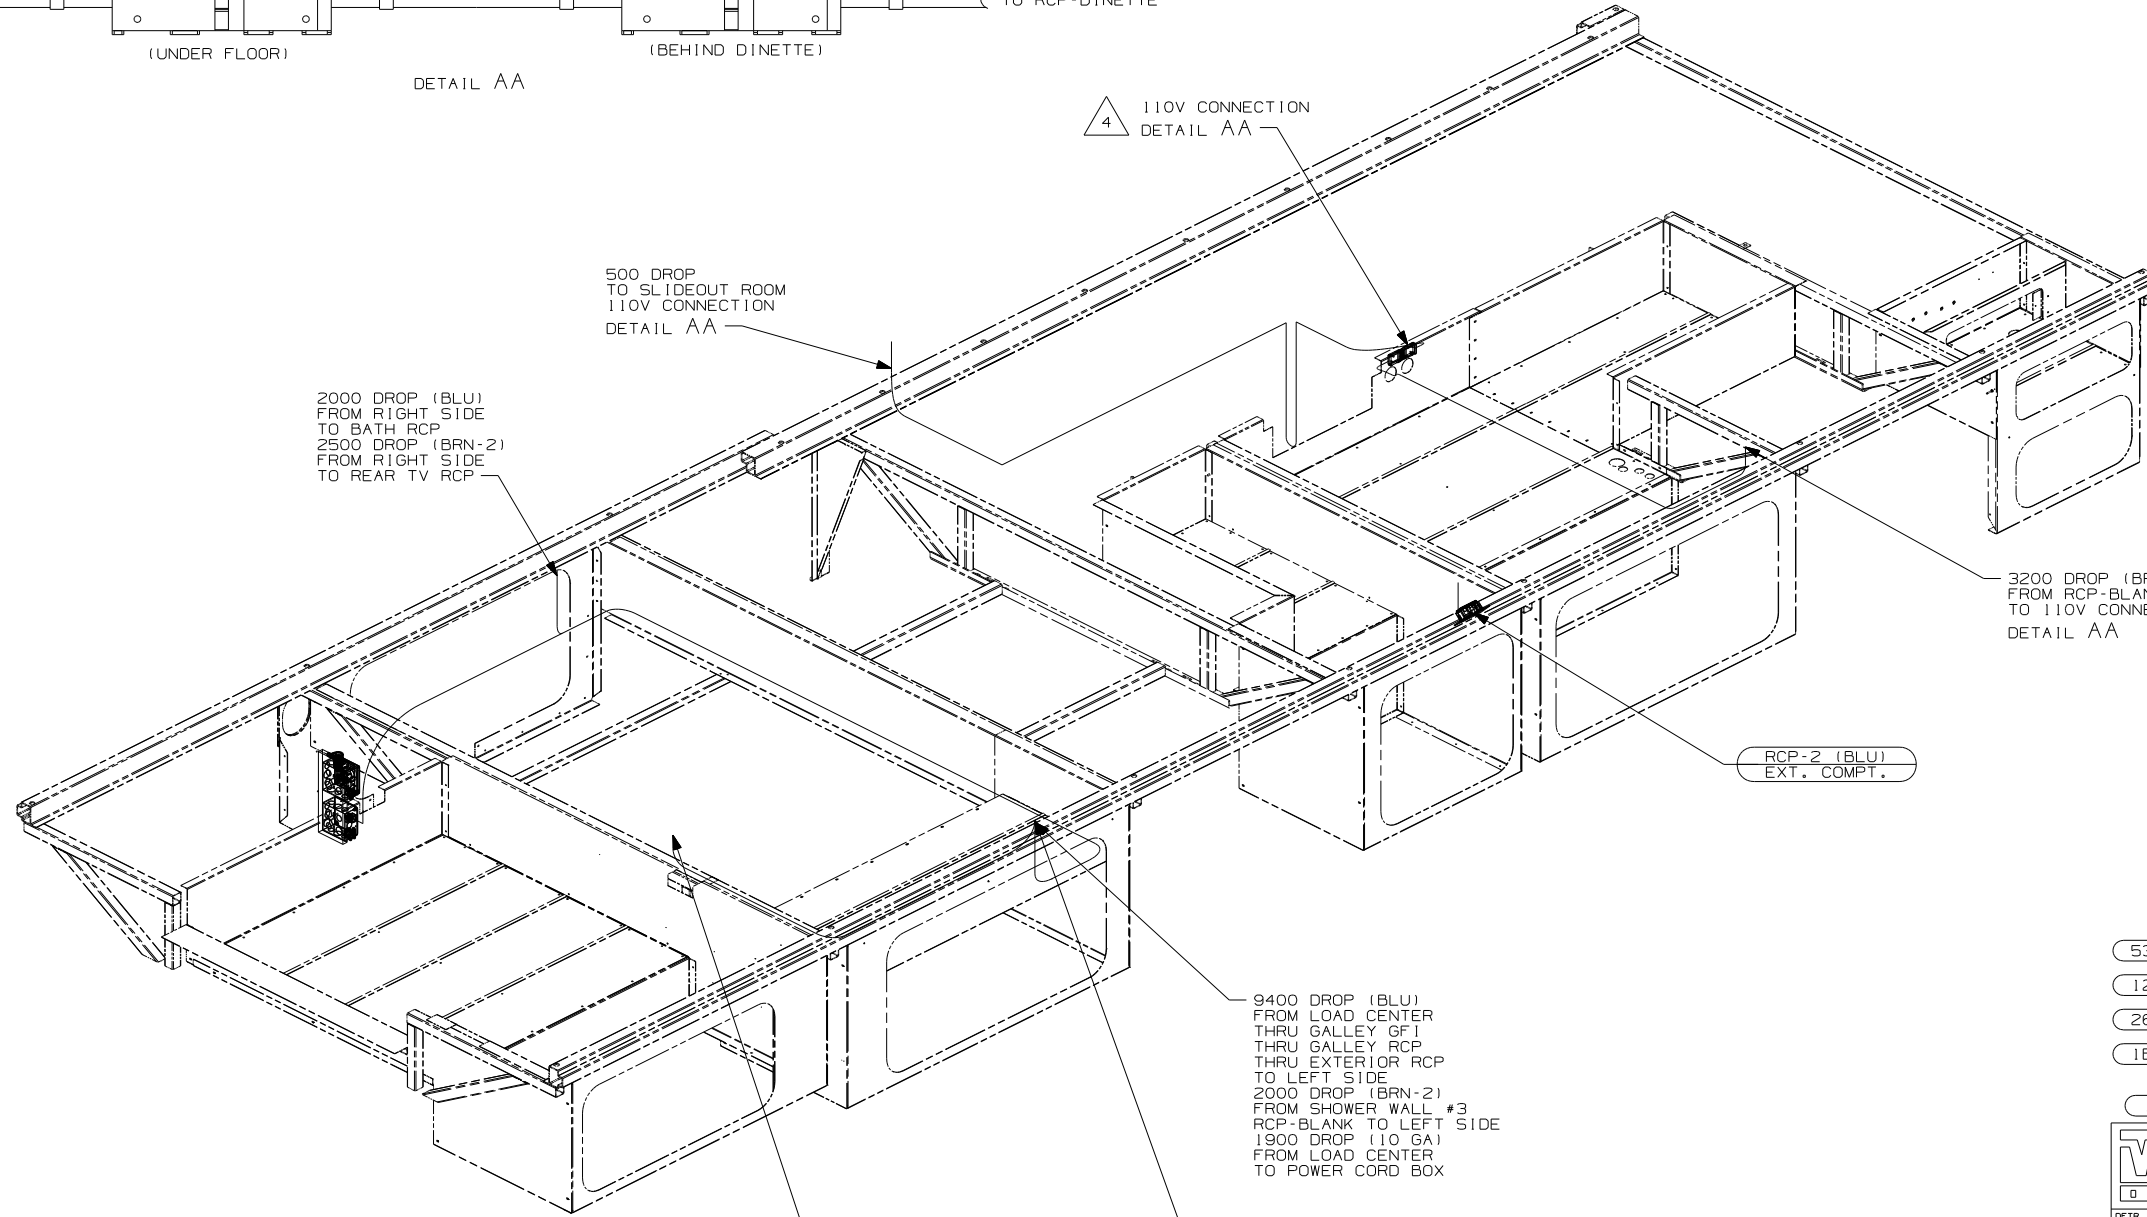 TO RCP-DINETTE
(UNDER FLOOR)
(BEHIND DINETTE)
DETAIL AA
4
110V CONNECTION
DETAIL AA
500 DROP
TO SLIDEOUT ROOM
110V CONNECTION
DETAIL AA
2000 DROP (BLU)
FROM RIGHT SIDE
TO BATH RCP
2500 DROP (BRN-2)
FROM RIGHT SIDE
TO REAR TV RCP
3200 DROP
FROM
TO 110V
DETAIL AA
RCP-2 (BLU)
EXT. COMPT.
9400 DROP (BLU)
FROM LOAD CENTER
THRU GALLEY GFI
THRU GALLEY RCP
THRU EXTERIOR RCP
TO LEFT SIDE
2000 DROP (BRN-2)
FROM SHOWER WALL #3
RCP-BLANK TO LEFT SIDE
1900 DROP (10 GA)
FROM LOAD CENTER
TO POWER CORD BOX